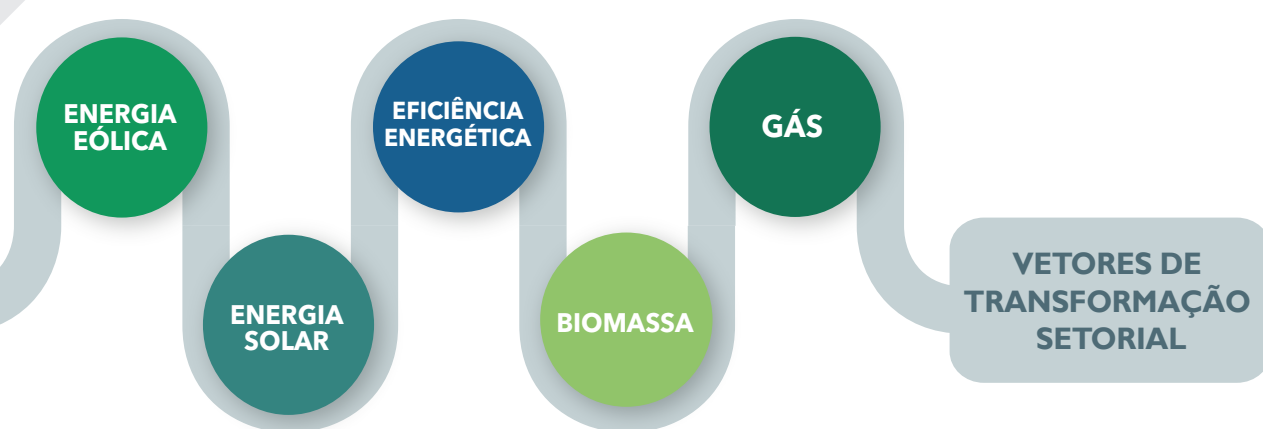 ENERGIA
EÓLICA
ENERGIA
SOLAR
EFICIÊNCIA
ENERGÉTICA
BIOMASSA
GÁS
VETORES DE
TRANSFORMAÇÃO
SETORIAL